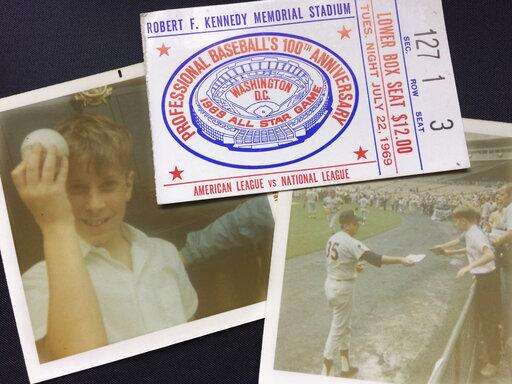 ROBERT F. KENNEDY MEMORIAL STADIUM
PROFESSIONAL BASEBALL'S 100TH ANNIVERSARY
WASHINGTON
D.C.
1969 ALL STAR GAME
AMERICAN LEAGUE VS NATIONAL LEAGUE
TUES. NIGHT JULY 22, 1969
LOWER BOX SEAT $12.00
SEC. ROW SEAT
127 1 3
15